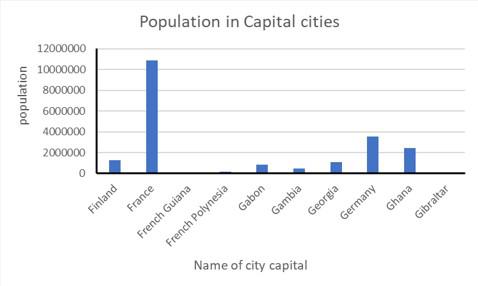 Population in Capital cities
population
12000000
10000000
8000000
6000000
4000000
2000000
0
Finland
France
French Guiana
French Polynesia
Gabon
Gambia
Georgia
Germany
Ghana
Gibraltar
Name of city capital